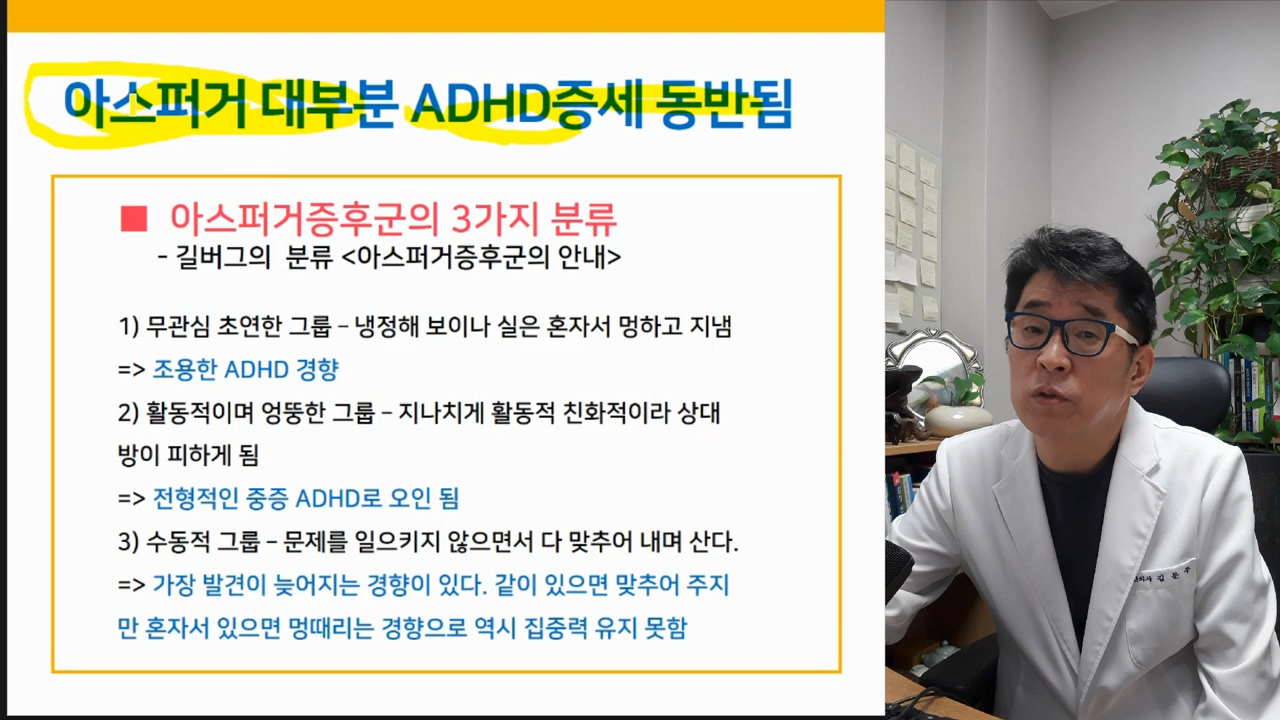 아스퍼거 대부분 ADHD증세 동반됨
■ 아스퍼거증후군의 3가지 분류
- 길버그의 분류 <아스퍼거증후군의 안내>
1) 무관심 초연한 그룹 - 냉정해 보이나 실은 혼자서 멍하고 지냄
=> 조용한 ADHD 경향
2) 활동적이며 엉뚱한 그룹 - 지나치게 활동적 친화적이라 상대
방이 피하게 됨
=> 전형적인 중증 ADHD로 오인 됨
3) 수동적 그룹 - 문제를 일으키지 않으면서 다 맞추어 내며 산다.
=> 가장 발견이 늦어지는 경향이 있다. 같이 있으면 맞추어 주지
만 혼자서 있으면 멍때리는 경향으로 역시 집중력 유지 못함